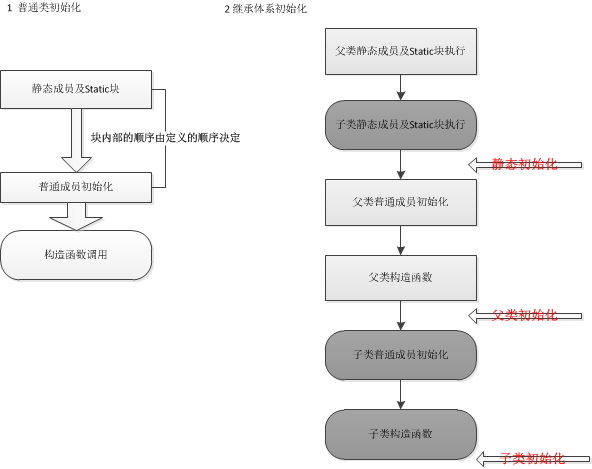 1 普通类初始化
静态成员及Static块
块内部的顺序由定义的顺序决定
普通成员初始化
构造函数调用
2 继承体系初始化
父类静态成员及Static块执行
子类静态成员及Static块执行
静态初始化
父类普通成员初始化
父类构造函数
父类初始化
子类普通成员初始化
子类构造函数
子类初始化